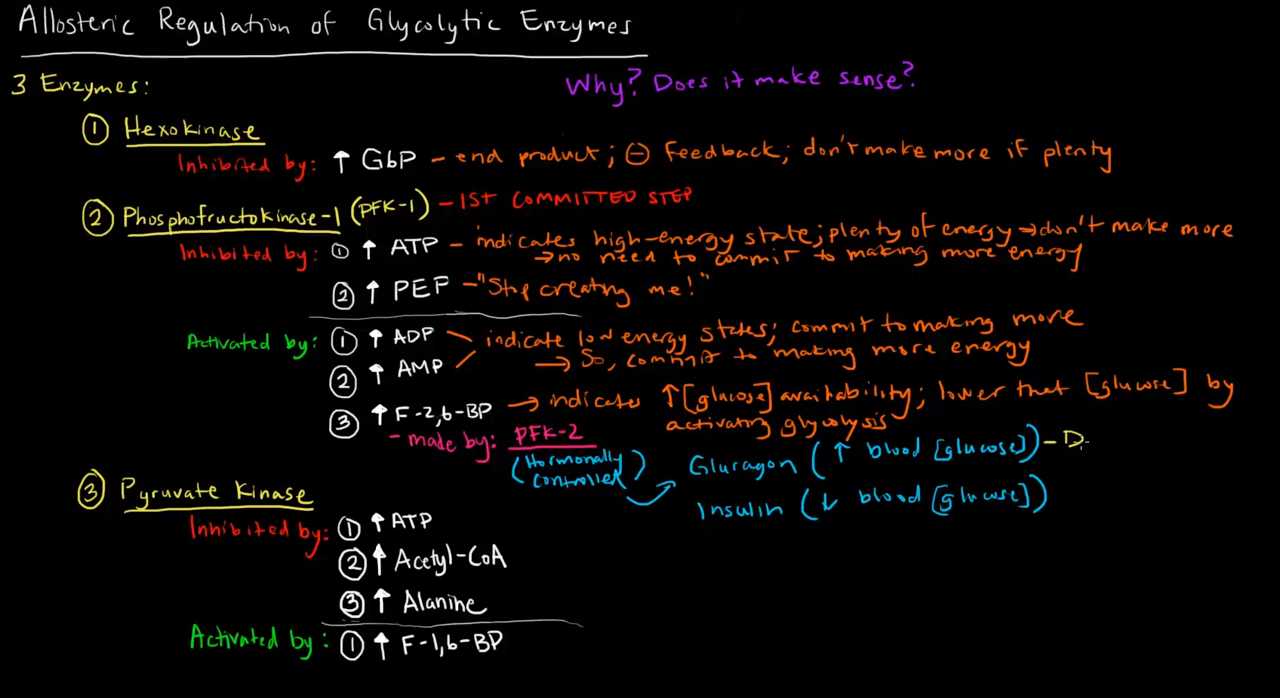 Allosteric Regulation of Glycolytic Enzymes
3 Enzymes:
Why? Does it make sense?
① Hexokinase
Inhibited by: ↑ G6P – end product; ⊖ feedback; don't make more if plenty
② Phosphofructokinase-1 (PFK-1) – 1ST COMMITTED STEP
Inhibited by: ① ↑ ATP – indicates high-energy state; plenty of energy → don't make more
→ no need to commit to making more energy
② ↑ PEP – "Stop creating me!"
Activated by: ① ↑ ADP indicate low energy states; commit to making more
② ↑ AMP → So, commit to making more energy
③ ↑ F-2,6-BP → indicates ↑ [glucose] availability; lower that [glucose] by
activating glycolysis
- made by: PFK-2
(Hormonally Controlled)
Glucagon (↑ blood [glucose]) – D
Insulin (↓ blood [glucose])
③ Pyruvate Kinase
Inhibited by: ① ↑ ATP
② ↑ Acetyl-CoA
③ ↑ Alanine
Activated by: ① ↑ F-1,6-BP